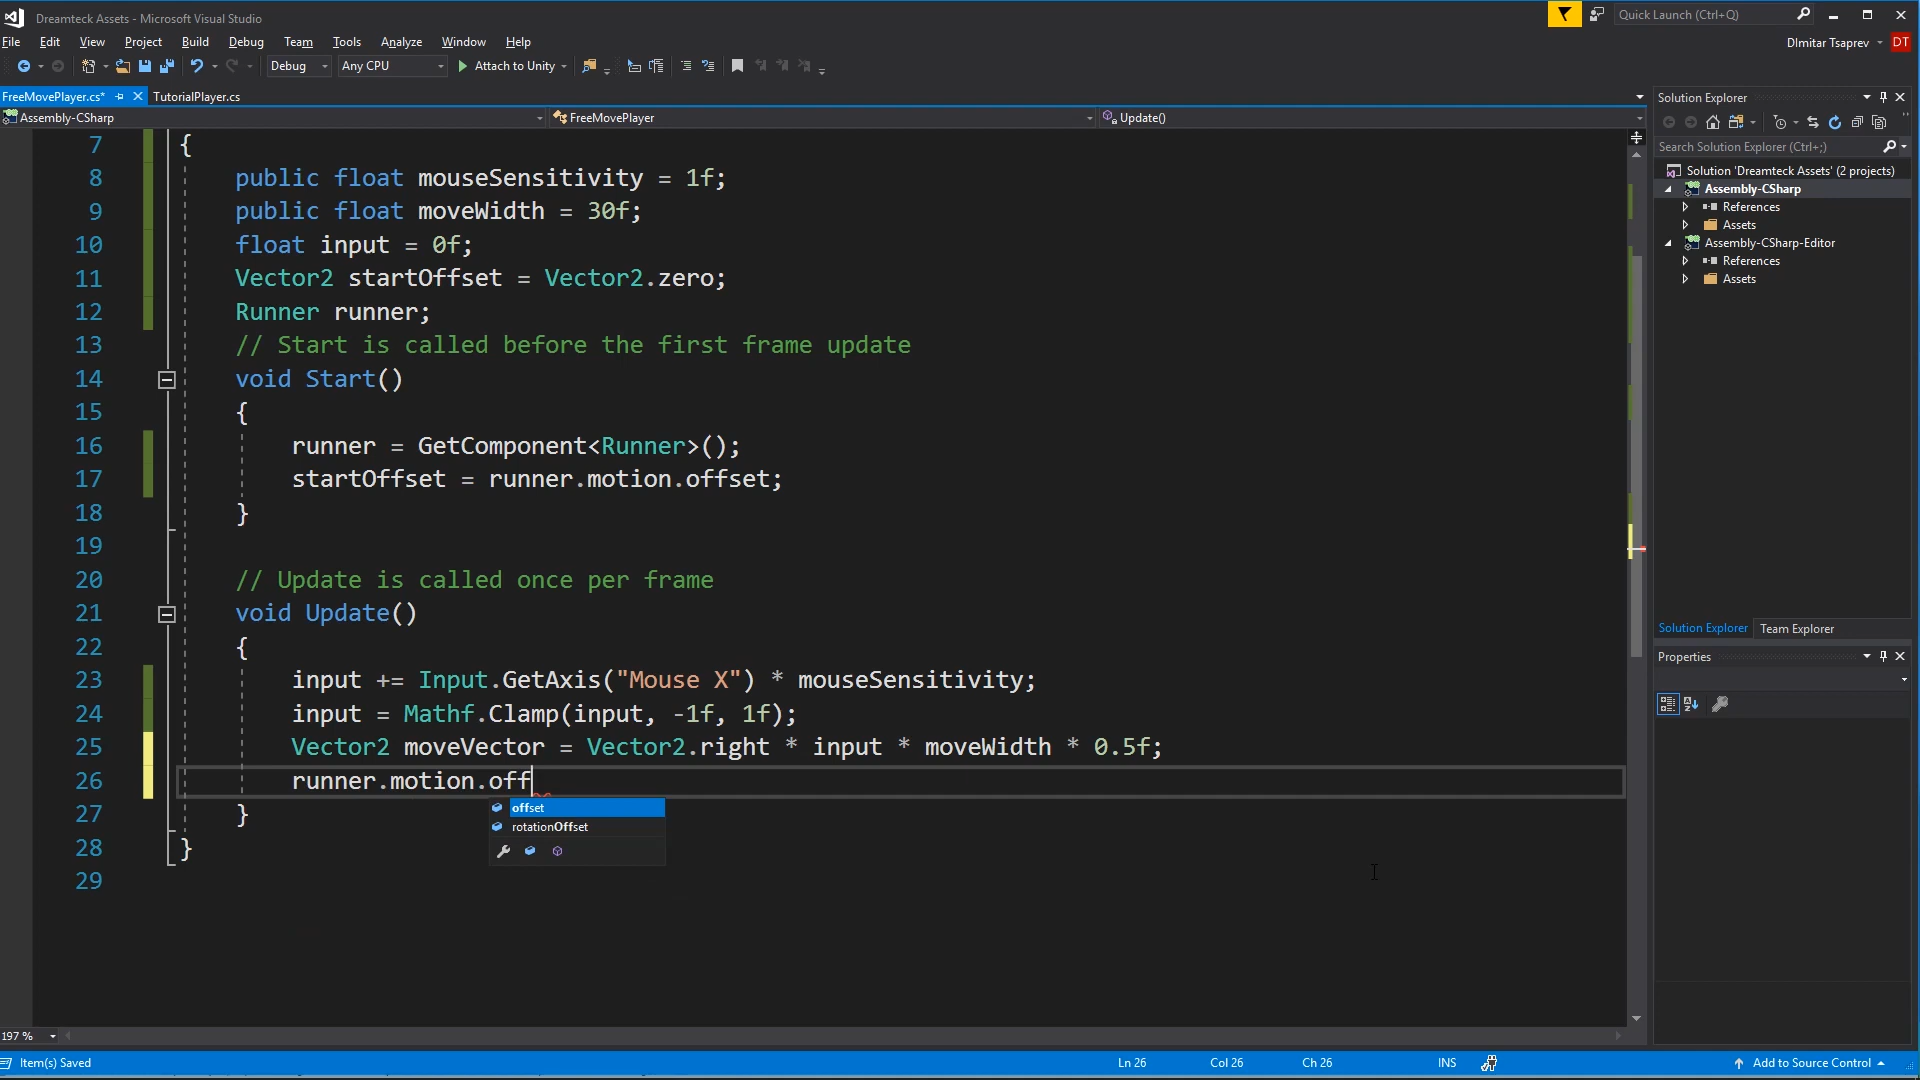 Dreamteck Assets - Microsoft Visual Studio
Quick Launch (Ctrl+Q)
File Edit View Project Build Debug Team Tools Analyze Window Help
DImitar Tsaprev DT
Debug Any CPU Attach to Unity
FreeMovePlayer.cs* TutorialPlayer.cs
Assembly-CSharp FreeMovePlayer Update()
7 {
8 public float mouseSensitivity = 1f;
9 public float moveWidth = 30f;
10 float input = 0f;
11 Vector2 startOffset = Vector2.zero;
12 Runner runner;
13 // Start is called before the first frame update
14 void Start()
15 {
16 runner = GetComponent<Runner>();
17 startOffset = runner.motion.offset;
18 }
19
20 // Update is called once per frame
21 void Update()
22 {
23 input += Input.GetAxis("Mouse X") * mouseSensitivity;
24 input = Mathf.Clamp(input, -1f, 1f);
25 Vector2 moveVector = Vector2.right * input * moveWidth * 0.5f;
26 runner.motion.off
offset
27 }
rotationOffset
28 }
29
197 %
Solution Explorer
Search Solution Explorer (Ctrl+;)
Solution 'Dreamteck Assets' (2 projects)
Assembly-CSharp
References
Assets
Assembly-CSharp-Editor
References
Assets
Solution Explorer Team Explorer
Properties
Item(s) Saved Ln 26 Col 26 Ch 26 INS Add to Source Control